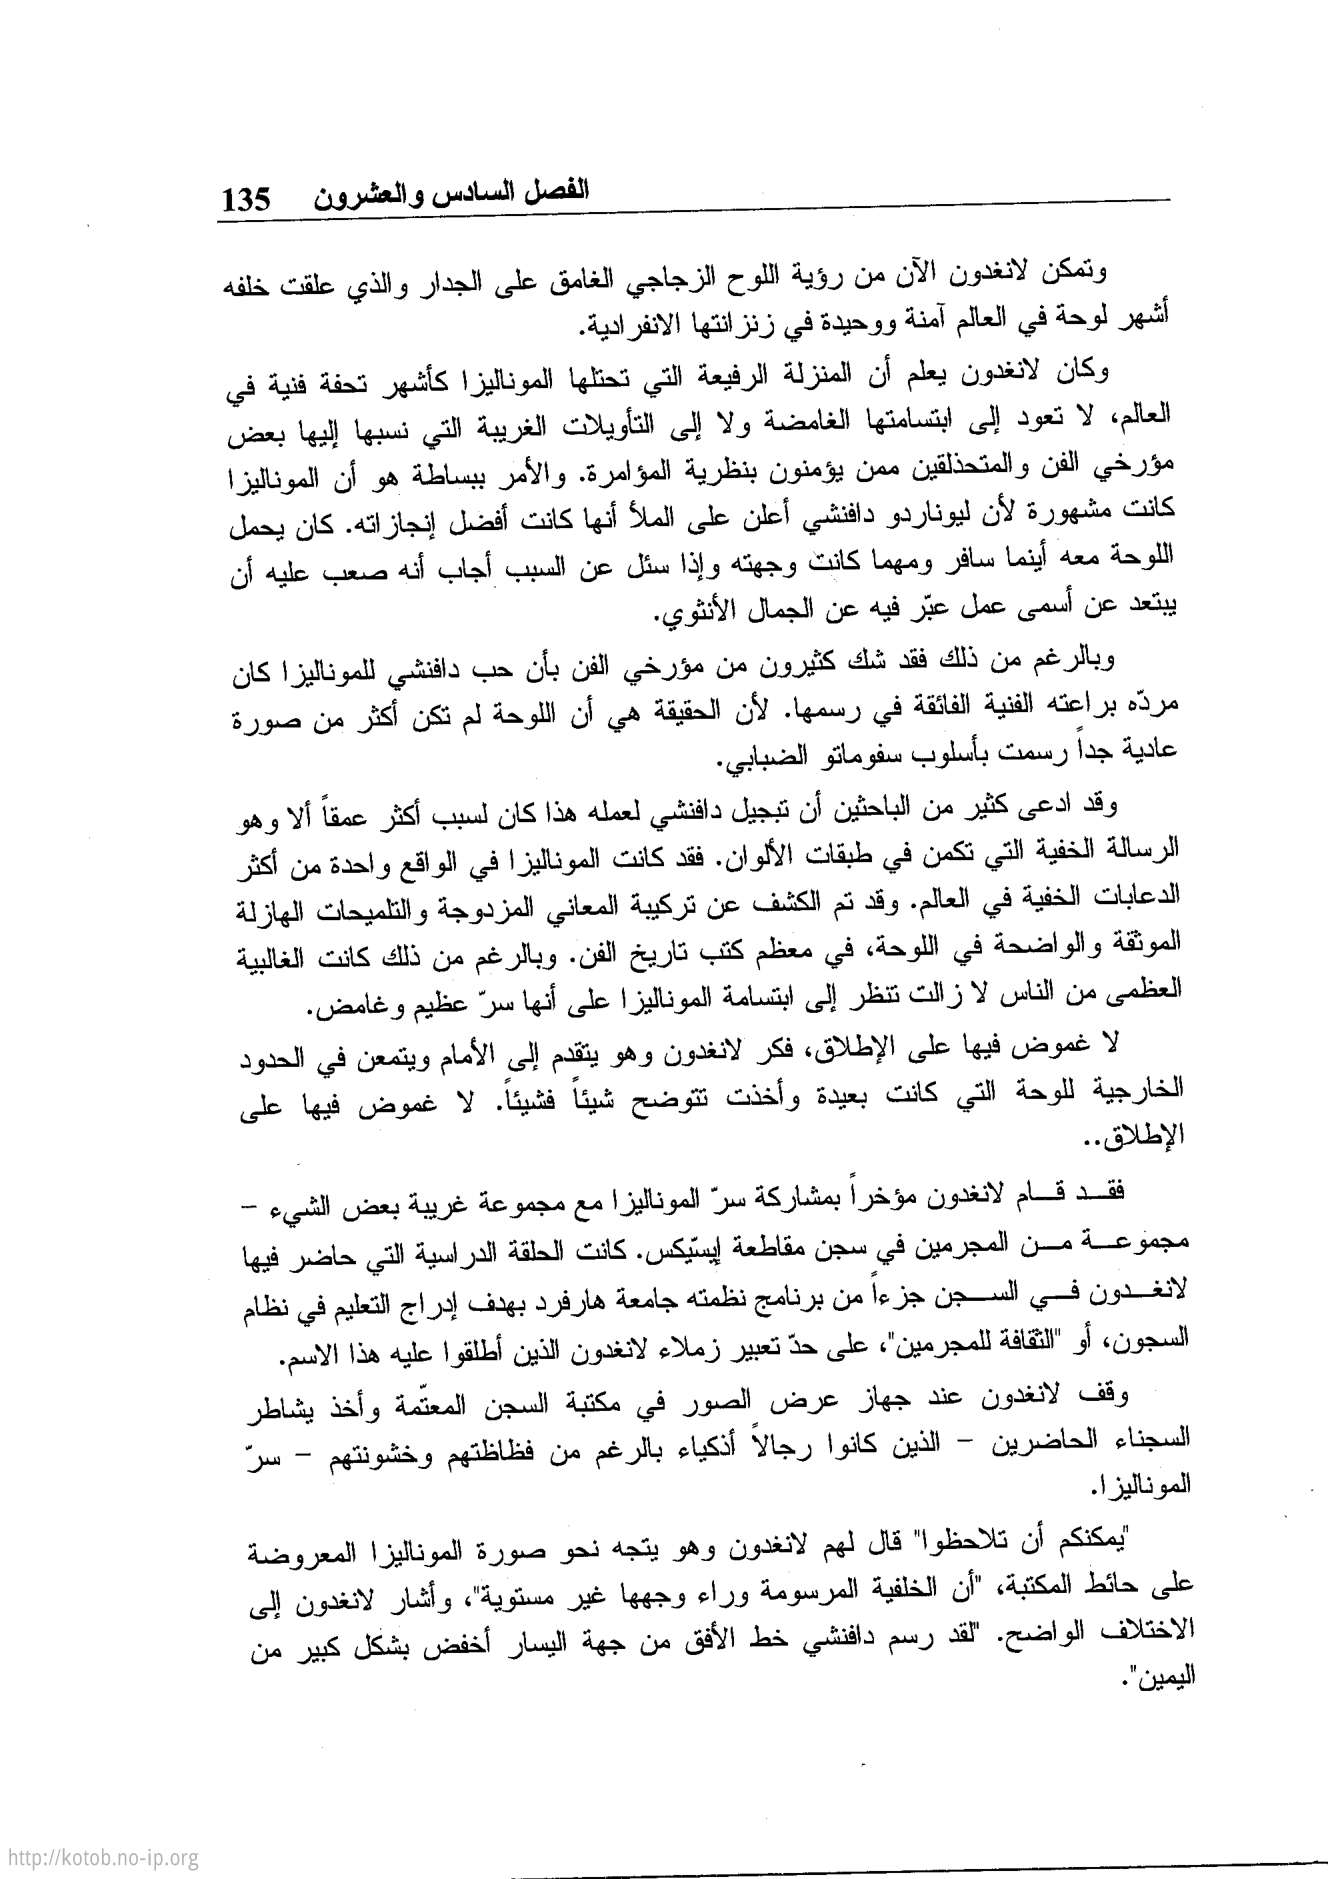 الفصل السادس والعشرون 135
وتمكن لانغدون الآن من رؤية اللوح الزجاجي الغامق على الجدار والذي علقت خلفه
أشهر لوحة في العالم آمنة ووحيدة في زنزانتها الانفرادية.
وكان لانغدون يعلم أن المنزلة الرفيعة التي تحتلها الموناليزا كأشهر تحفة فنية في
العالم، لا تعود إلى ابتسامتها الغامضة ولا إلى التأويلات الغريبة التي نسبها إليها بعض
مؤرخي الفن والمتحذلقين ممن يؤمنون بنظرية المؤامرة. والأمر ببساطة هو أن الموناليزا
كانت مشهورة لأن ليوناردو دافنشي أعلن على الملأ أنها كانت أفضل إنجازاته. كان يحمل
اللوحة معه أينما سافر ومهما كانت وجهته وإذا سئل عن السبب أجاب أنه صعب عليه أن
يبتعد عن أسمى عمل عبّر فيه عن الجمال الأنثوي.
وبالرغم من ذلك فقد شك كثيرون من مؤرخي الفن بأن حب دافنشي للموناليزا كان
مردّه براعته الفنية الفائقة في رسمها. لأن الحقيقة هي أن اللوحة لم تكن أكثر من صورة
عادية جداً رسمت بأسلوب سفوماتو الضبابي.
وقد ادعى كثير من الباحثين أن تبجيل دافنشي لعمله هذا كان لسبب أكثر عمقاً ألا وهو
الرسالة الخفية التي تكمن في طبقات الألوان. فقد كانت الموناليزا في الواقع واحدة من أكثر
الدعابات الخفية في العالم. وقد تم الكشف عن تركيبة المعاني المزدوجة والتلميحات الهازلة
الموثقة والواضحة في اللوحة، في معظم كتب تاريخ الفن. وبالرغم من ذلك كانت الغالبية
العظمى من الناس لا زالت تنظر إلى ابتسامة الموناليزا على أنها سرّ عظيم وغامض.
لا غموض فيها على الإطلاق، فكر لانغدون وهو يتقدم إلى الأمام ويتمعن في الحدود
الخارجية للوحة التي كانت بعيدة وأخذت تتوضح شيئاً فشيئاً. لا غموض فيها على
الإطلاق..
فقد قام لانغدون مؤخراً بمشاركة سرّ الموناليزا مع مجموعة غريبة بعض الشيء –
مجموعة من المجرمين في سجن مقاطعة إيستيكس. كانت الحلقة الدراسية التي حاضر فيها
لانغدون في السجن جزءاً من برنامج نظمته جامعة هارفرد بهدف إدراج التعليم في نظام
السجون، أو "الثقافة للمجرمين"، على حدّ تعبير زملاء لانغدون الذين أطلقوا عليه هذا الاسم.
وقف لانغدون عند جهاز عرض الصور في مكتبة السجن المعتّمة وأخذ يشاطر
السجناء الحاضرين – الذين كانوا رجالاً أذكياء بالرغم من فظاظتهم وخشونتهم – سرّ
الموناليزا.
"يمكنكم أن تلاحظوا" قال لهم لانغدون وهو يتجه نحو صورة الموناليزا المعروضة
على حائط المكتبة، "أن الخلفية المرسومة وراء وجهها غير مستوية"، وأشار لانغدون إلى
الاختلاف الواضح. "لقد رسم دافنشي خط الأفق من جهة اليسار أخفض بشكل كبير من
اليمين".
http://kotob.no-ip.org